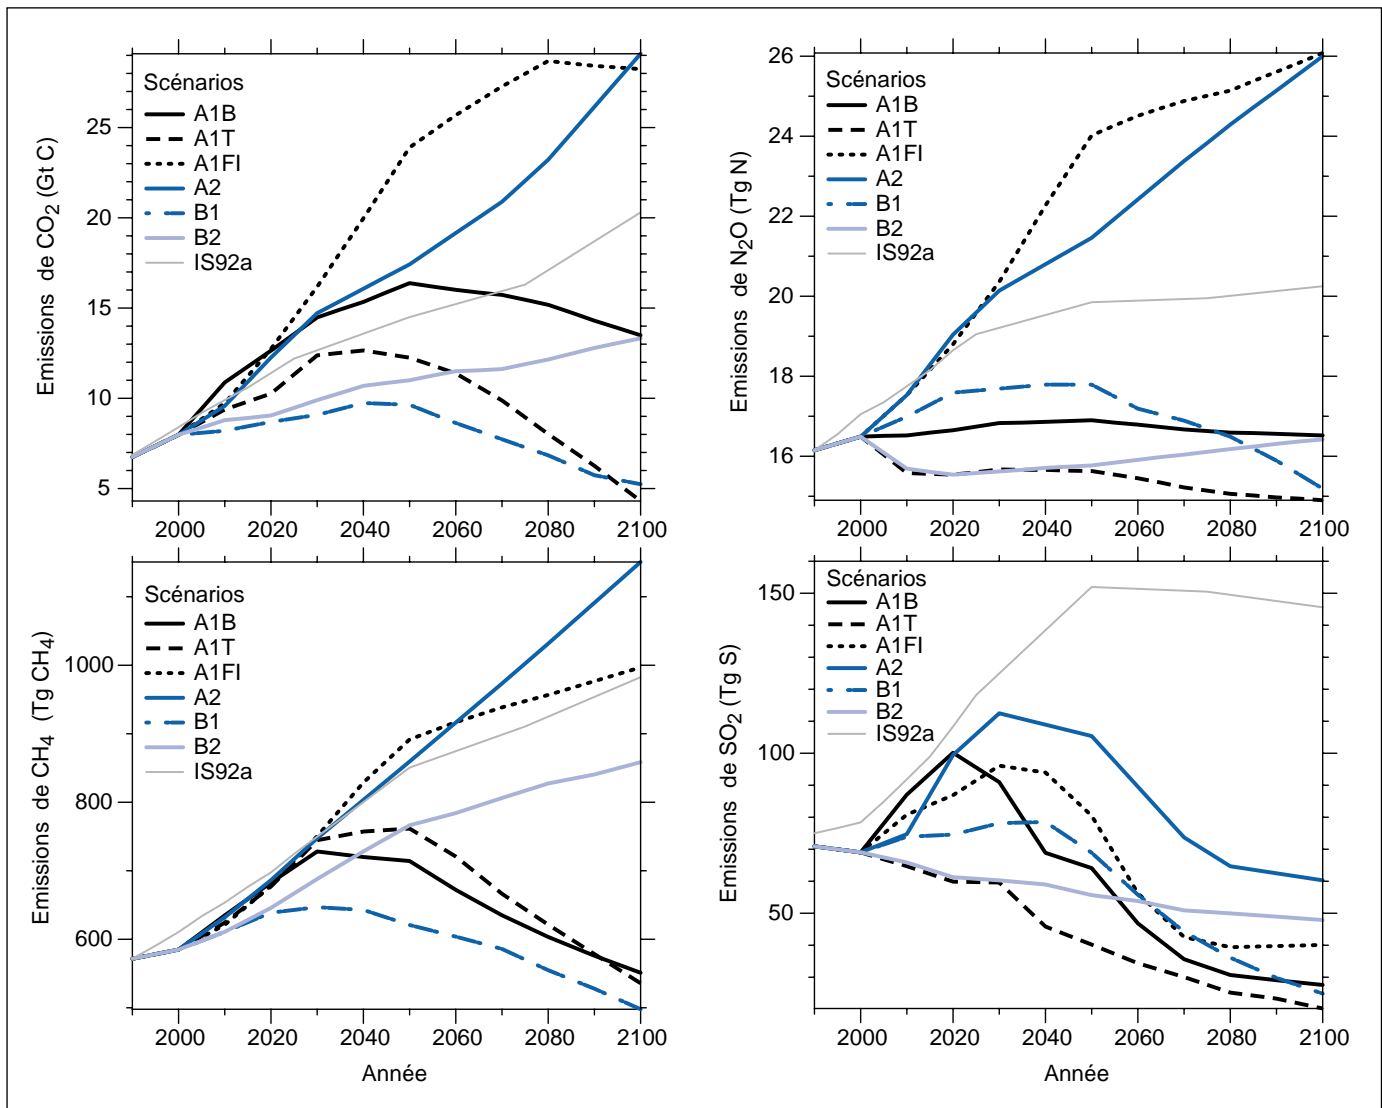 Emissions de CO2 (Gt C)
25
20
15
10
5
Scénarios
A1B
A1T
A1FI
A2
B1
B2
IS92a
2000 2020 2040 2060 2080 2100
Emissions de N2O (Tg N)
26
24
22
20
18
16
Scénarios
A1B
A1T
A1FI
A2
B1
B2
IS92a
2000 2020 2040 2060 2080 2100
Emissions de CH4 (Tg CH4)
1000
800
600
Scénarios
A1B
A1T
A1FI
A2
B1
B2
IS92a
2000 2020 2040 2060 2080 2100
Année
Emissions de SO2 (Tg S)
150
100
50
Scénarios
A1B
A1T
A1FI
A2
B1
B2
IS92a
2000 2020 2040 2060 2080 2100
Année